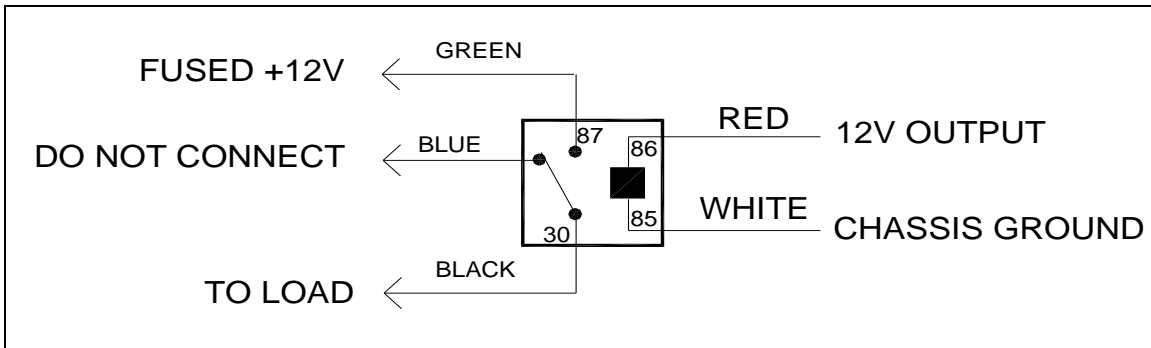 GREEN
FUSED +12V
87
RED
12V OUTPUT
BLUE
DO NOT CONNECT
86
WHITE
85
CHASSIS GROUND
30
BLACK
TO LOAD